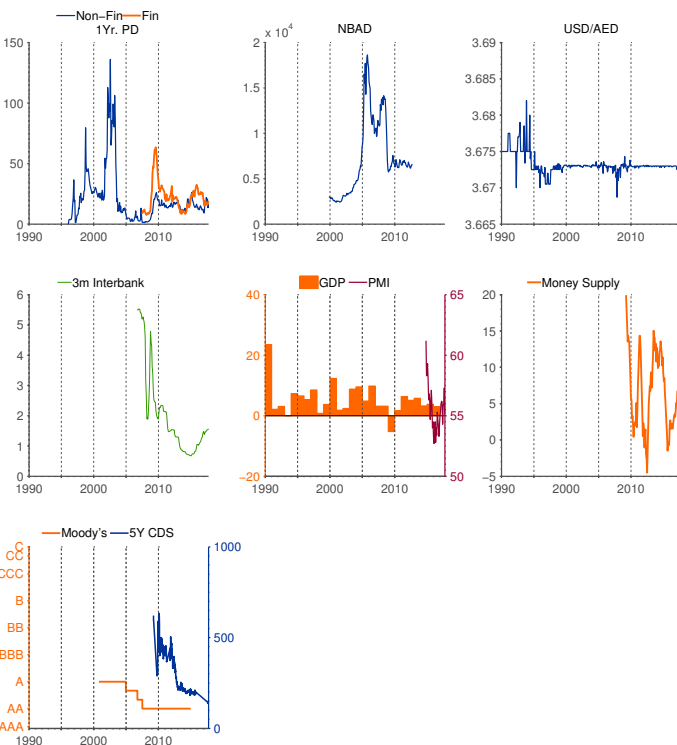 Non−Fin Fin
1Yr. PD
150
100
50
0
1990 2000 2010
NBAD
2 x 10^4
1.5
1
0.5
0
1990 2000 2010
USD/AED
3.69
3.685
3.68
3.675
3.67
3.665
1990 2000 2010
3m Interbank
6
5
4
3
2
1
0
1990 2000 2010
GDP PMI
40 65
20 60
0 55
−20 50
1990 2000 2010
Money Supply
20
15
10
5
0
−5
1990 2000 2010
Moody's 5Y CDS
C 1000
CC
CCC
B
BB 500
BBB
A
AA
AAA 0
1990 2000 2010